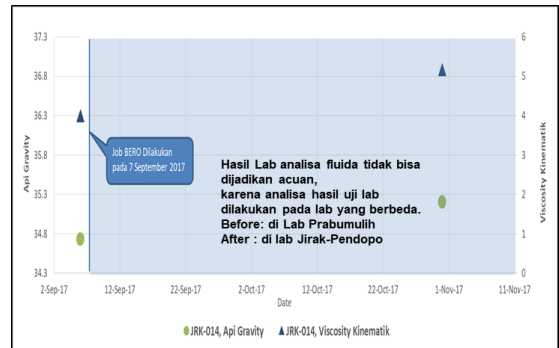 37.3
36.8
36.3
35.8
35.3
34.8
34.3
Api Gravity
6
5
4
3
2
1
0
Viscosity Kinematik
Job BERO Dilakukan
pada 7 September 2017
Hasil Lab analisa fluida tidak bisa
dijadikan acuan,
karena analisa hasil uji lab
dilakukan pada lab yang berbeda.
Before: di Lab Prabumulih
After : di lab Jirak-Pendopo
2-Sep-17 12-Sep-17 22-Sep-17 2-Oct-17 12-Oct-17 22-Oct-17 1-Nov-17 11-Nov-17
Date
JRK-014, Api Gravity JRK-014, Viscosity Kinematik